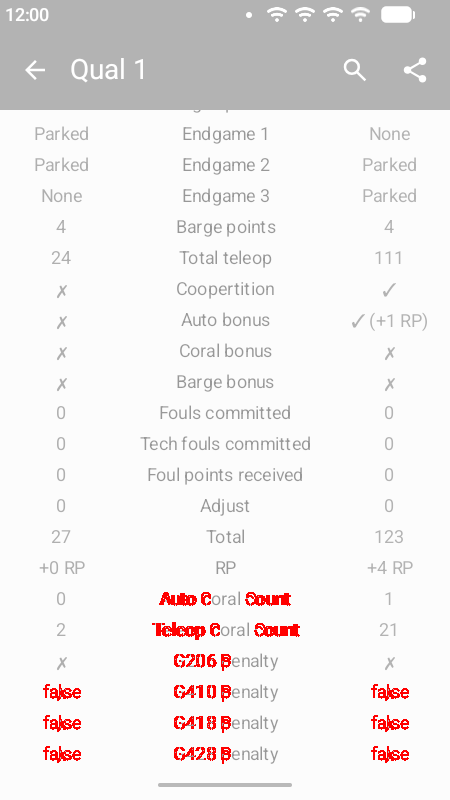 12:00
Qual 1
Parked Endgame 1 None
Parked Endgame 2 Parked
None Endgame 3 Parked
4 Barge points 4
24 Total teleop 111
✗ Coopertition ✓
✗ Auto bonus ✓ (+1 RP)
✗ Coral bonus ✗
✗ Barge bonus ✗
0 Fouls committed 0
0 Tech fouls committed 0
0 Foul points received 0
0 Adjust 0
27 Total 123
+0 RP RP +4 RP
0 Auto Coral Count 1
2 Teleop Coral Count 21
✗ G206 Penalty ✗
false G410 Penalty false
false G418 Penalty false
false G428 Penalty false